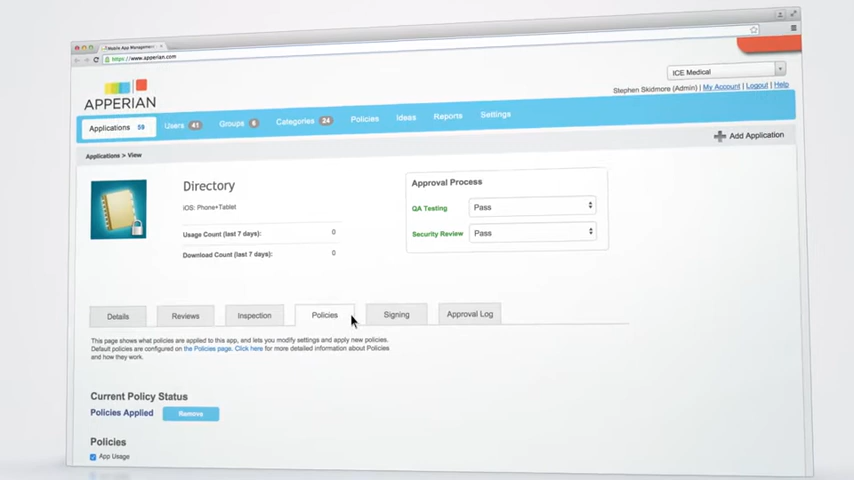 Mobile App Management
https://www.apperian.com
ICE Medical
APPERIAN
Stephen Skidmore (Admin) | My Account | Logout | Help
Applications 59 Users 41 Groups 6 Categories 24 Policies Ideas Reports Settings
Applications > View
Add Application
Directory
iOS: Phone+Tablet
Usage Count (last 7 days): 0
Download Count (last 7 days): 0
Approval Process
QA Testing Pass
Security Review Pass
Details Reviews Inspection Policies Signing Approval Log
This page shows what policies are applied to this app, and lets you modify settings and apply new policies.
Default policies are configured on the Policies page. Click here for more detailed information about Policies
and how they work.
Current Policy Status
Policies Applied Remove
Policies
App Usage